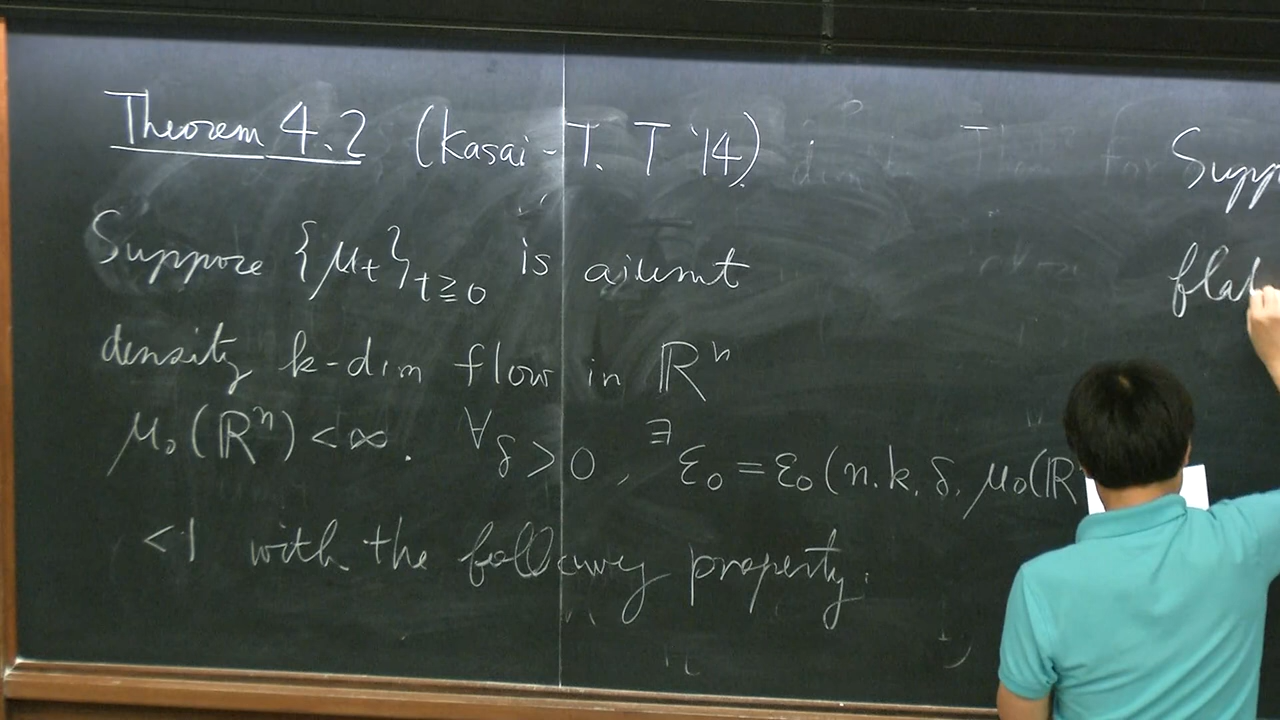 Theorem 4.2 (Kasai - T. T '14)
Suppose {μt}t≧0 is a unit
density k-dim flow in ℝⁿ
μ₀(ℝⁿ) < ∞. ∀δ > 0, ∃ε₀ = ε₀(n.k.δ. μ₀(ℝ
< 1 with the following property.
Supp
flat